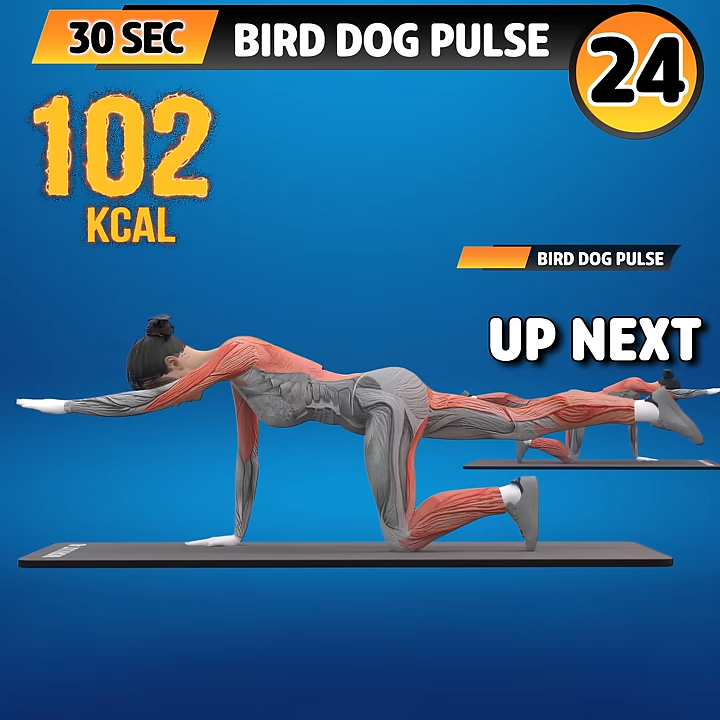 30 SEC
BIRD DOG PULSE
24
102
KCAL
BIRD DOG PULSE
UP NEXT